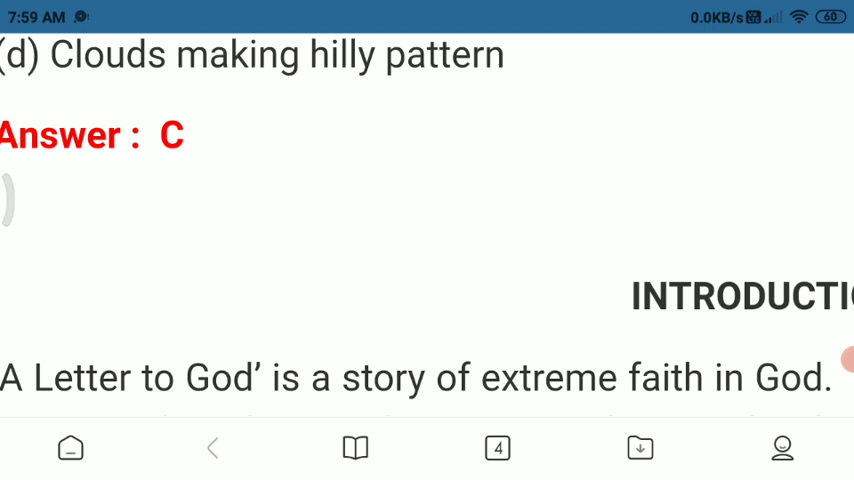 7:59 AM
0.0KB/s
60
(d) Clouds making hilly pattern
Answer : C
INTRODUCTI
A Letter to God’ is a story of extreme faith in God.
4